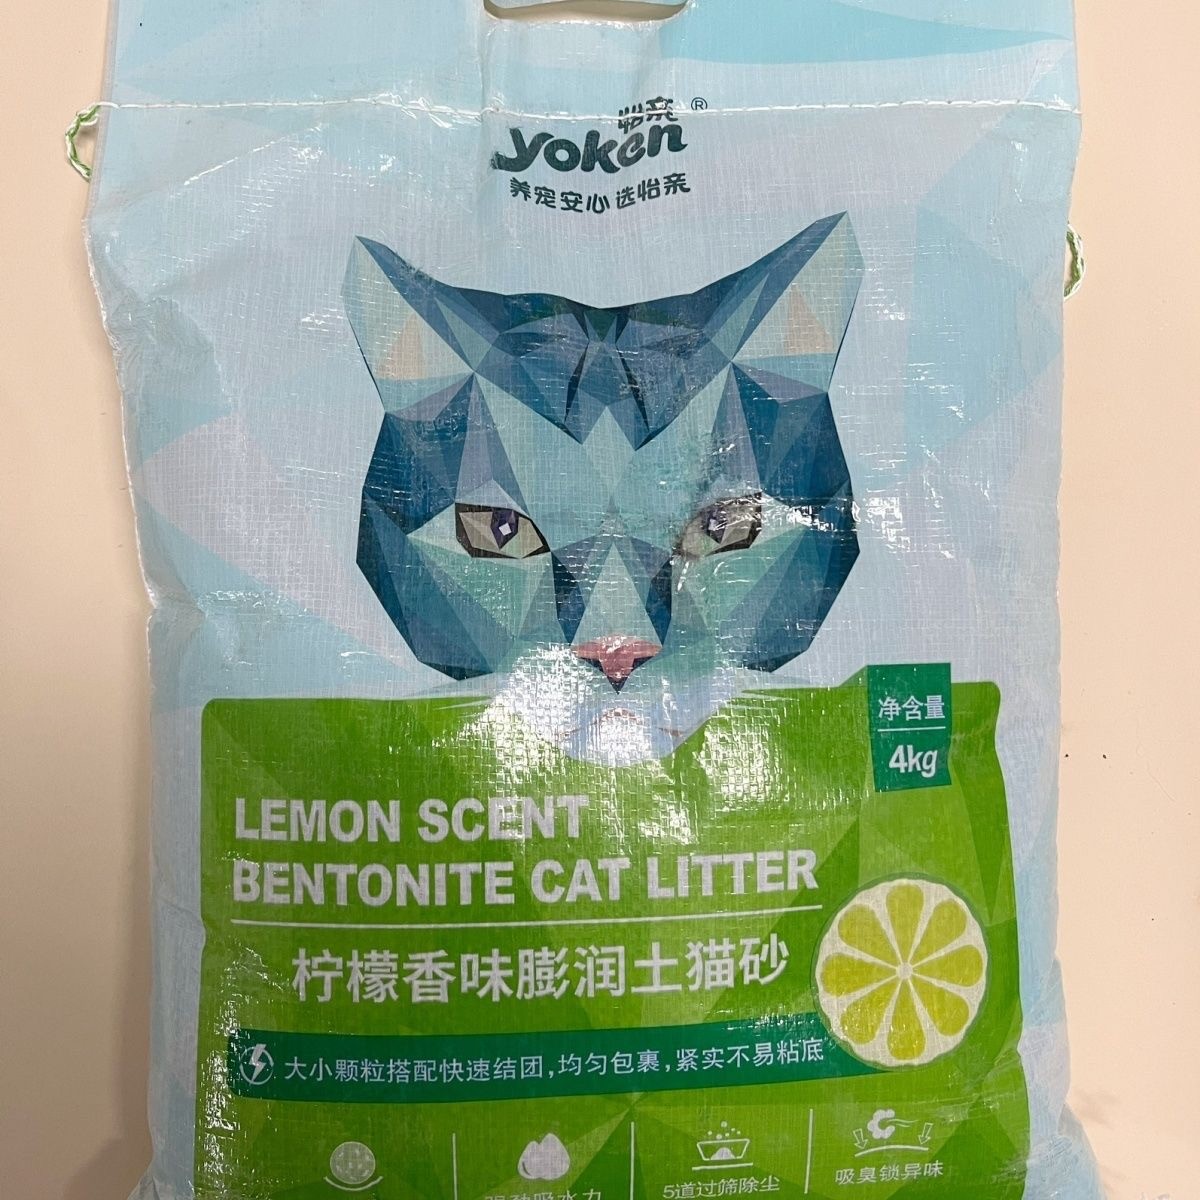 怡亲®
yoken
养宠安心 选怡亲
净含量
4kg
LEMON SCENT
BENTONITE CAT LITTER
柠檬香味膨润土猫砂
大小颗粒搭配快速结团,均匀包裹,紧实不易粘底
吸水力
5道过筛除尘
吸臭锁异味